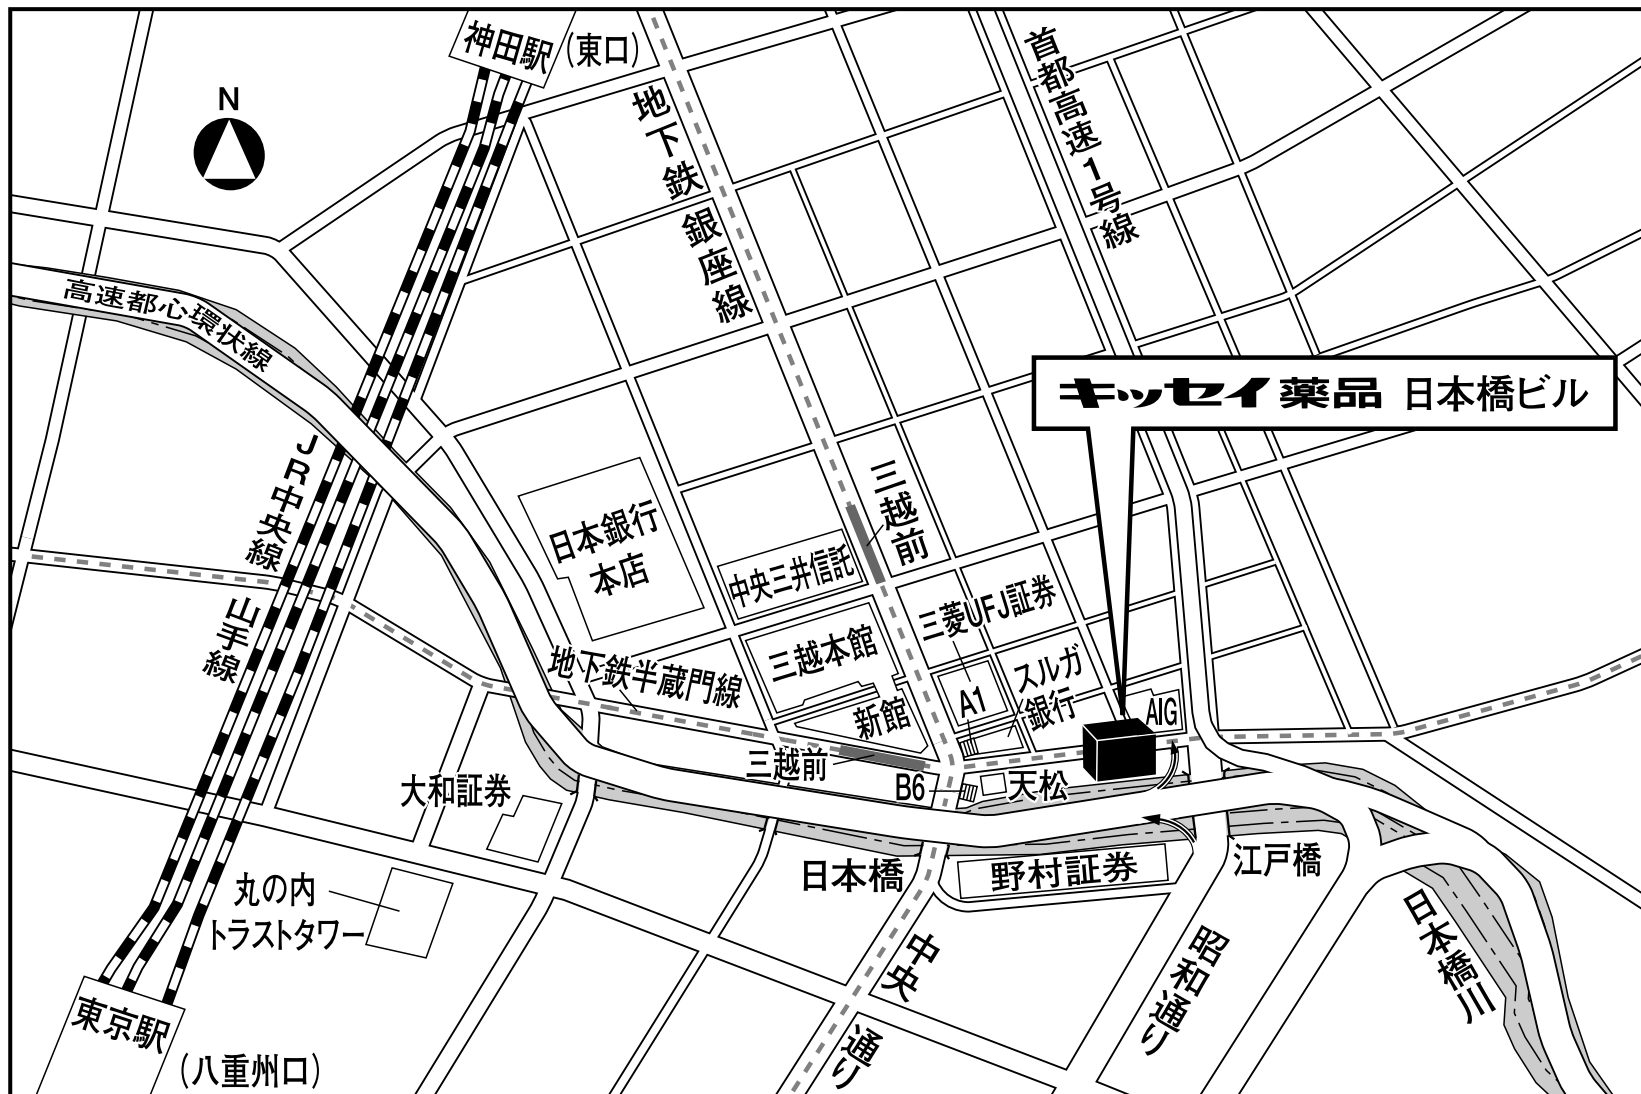 神田駅
（東口）
N
首都高速1号線
地下鉄銀座線
高速都心環状線
キッセイ薬品 日本橋ビル
JR中央線
山手線
三越前
日本銀行
本店
中央三井信託
三菱UFJ証券
三越本館
スルガ
銀行
地下鉄半蔵門線
A1
新館
AIG
三越前
B6
天松
大和証券
日本橋
野村証券
江戸橋
丸の内
トラストタワー
中央通り
昭和通り
日本橋川
東京駅
（八重州口）